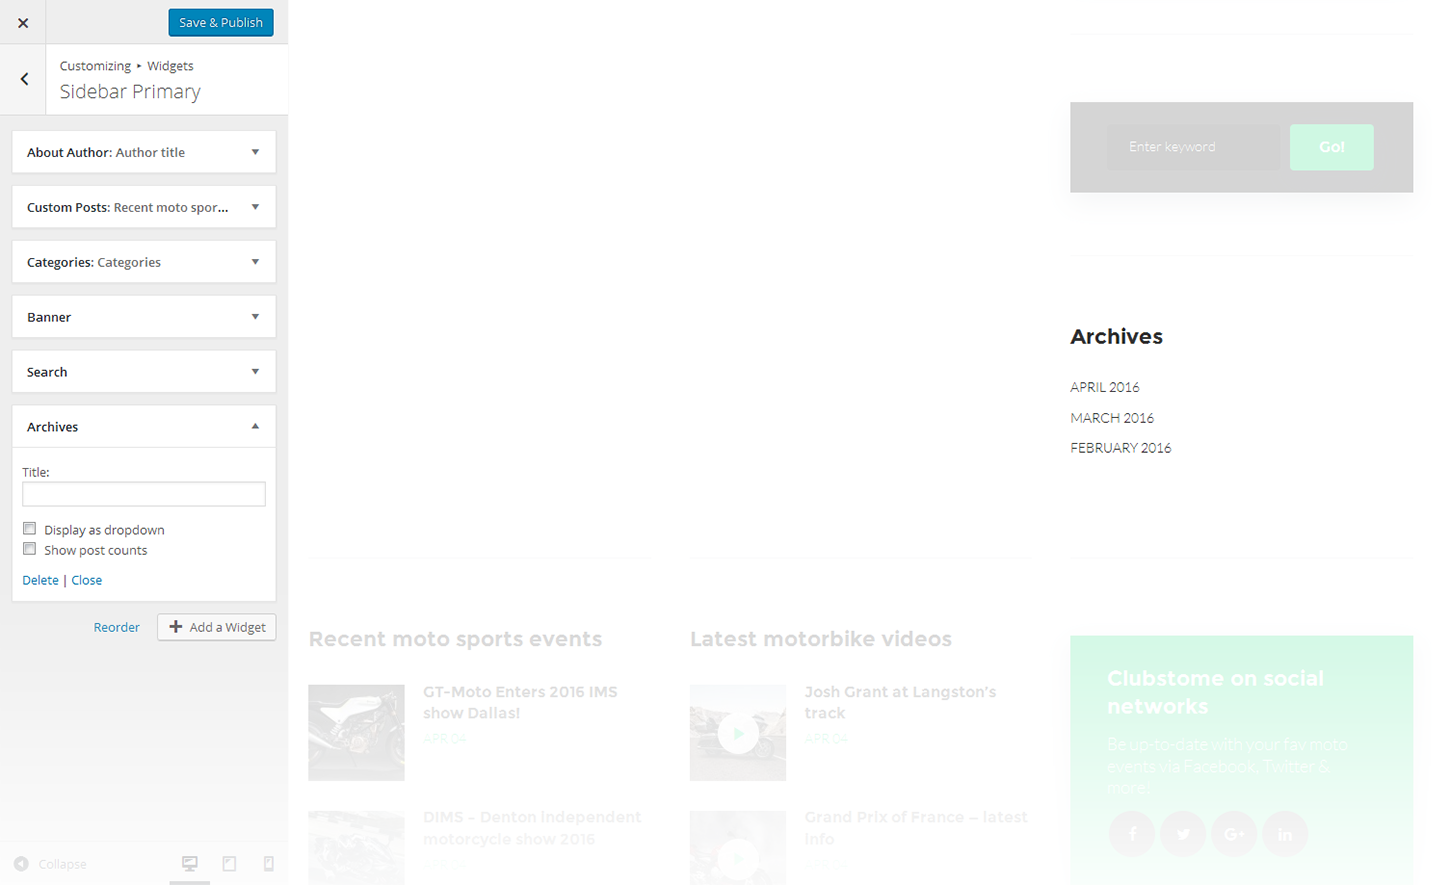 Save & Publish
Customizing ▸ Widgets
Sidebar Primary
About Author: Author title
Custom Posts: Recent moto spor...
Categories: Categories
Banner
Search
Archives
Title:
Display as dropdown
Show post counts
Delete | Close
Reorder
Add a Widget
Collapse
Enter keyword
Go!
Archives
APRIL 2016
MARCH 2016
FEBRUARY 2016
Recent moto sports events
GT-Moto Enters 2016 IMS
show Dallas!
APR 04
DIMS – Denton independent
motorcycle show 2016
Latest motorbike videos
Josh Grant at Langston's
track
APR 04
Grand Prix of France – latest
info
Clubstome on social
networks
Be up-to-date with your fav moto
events via Facebook, Twitter &
more.